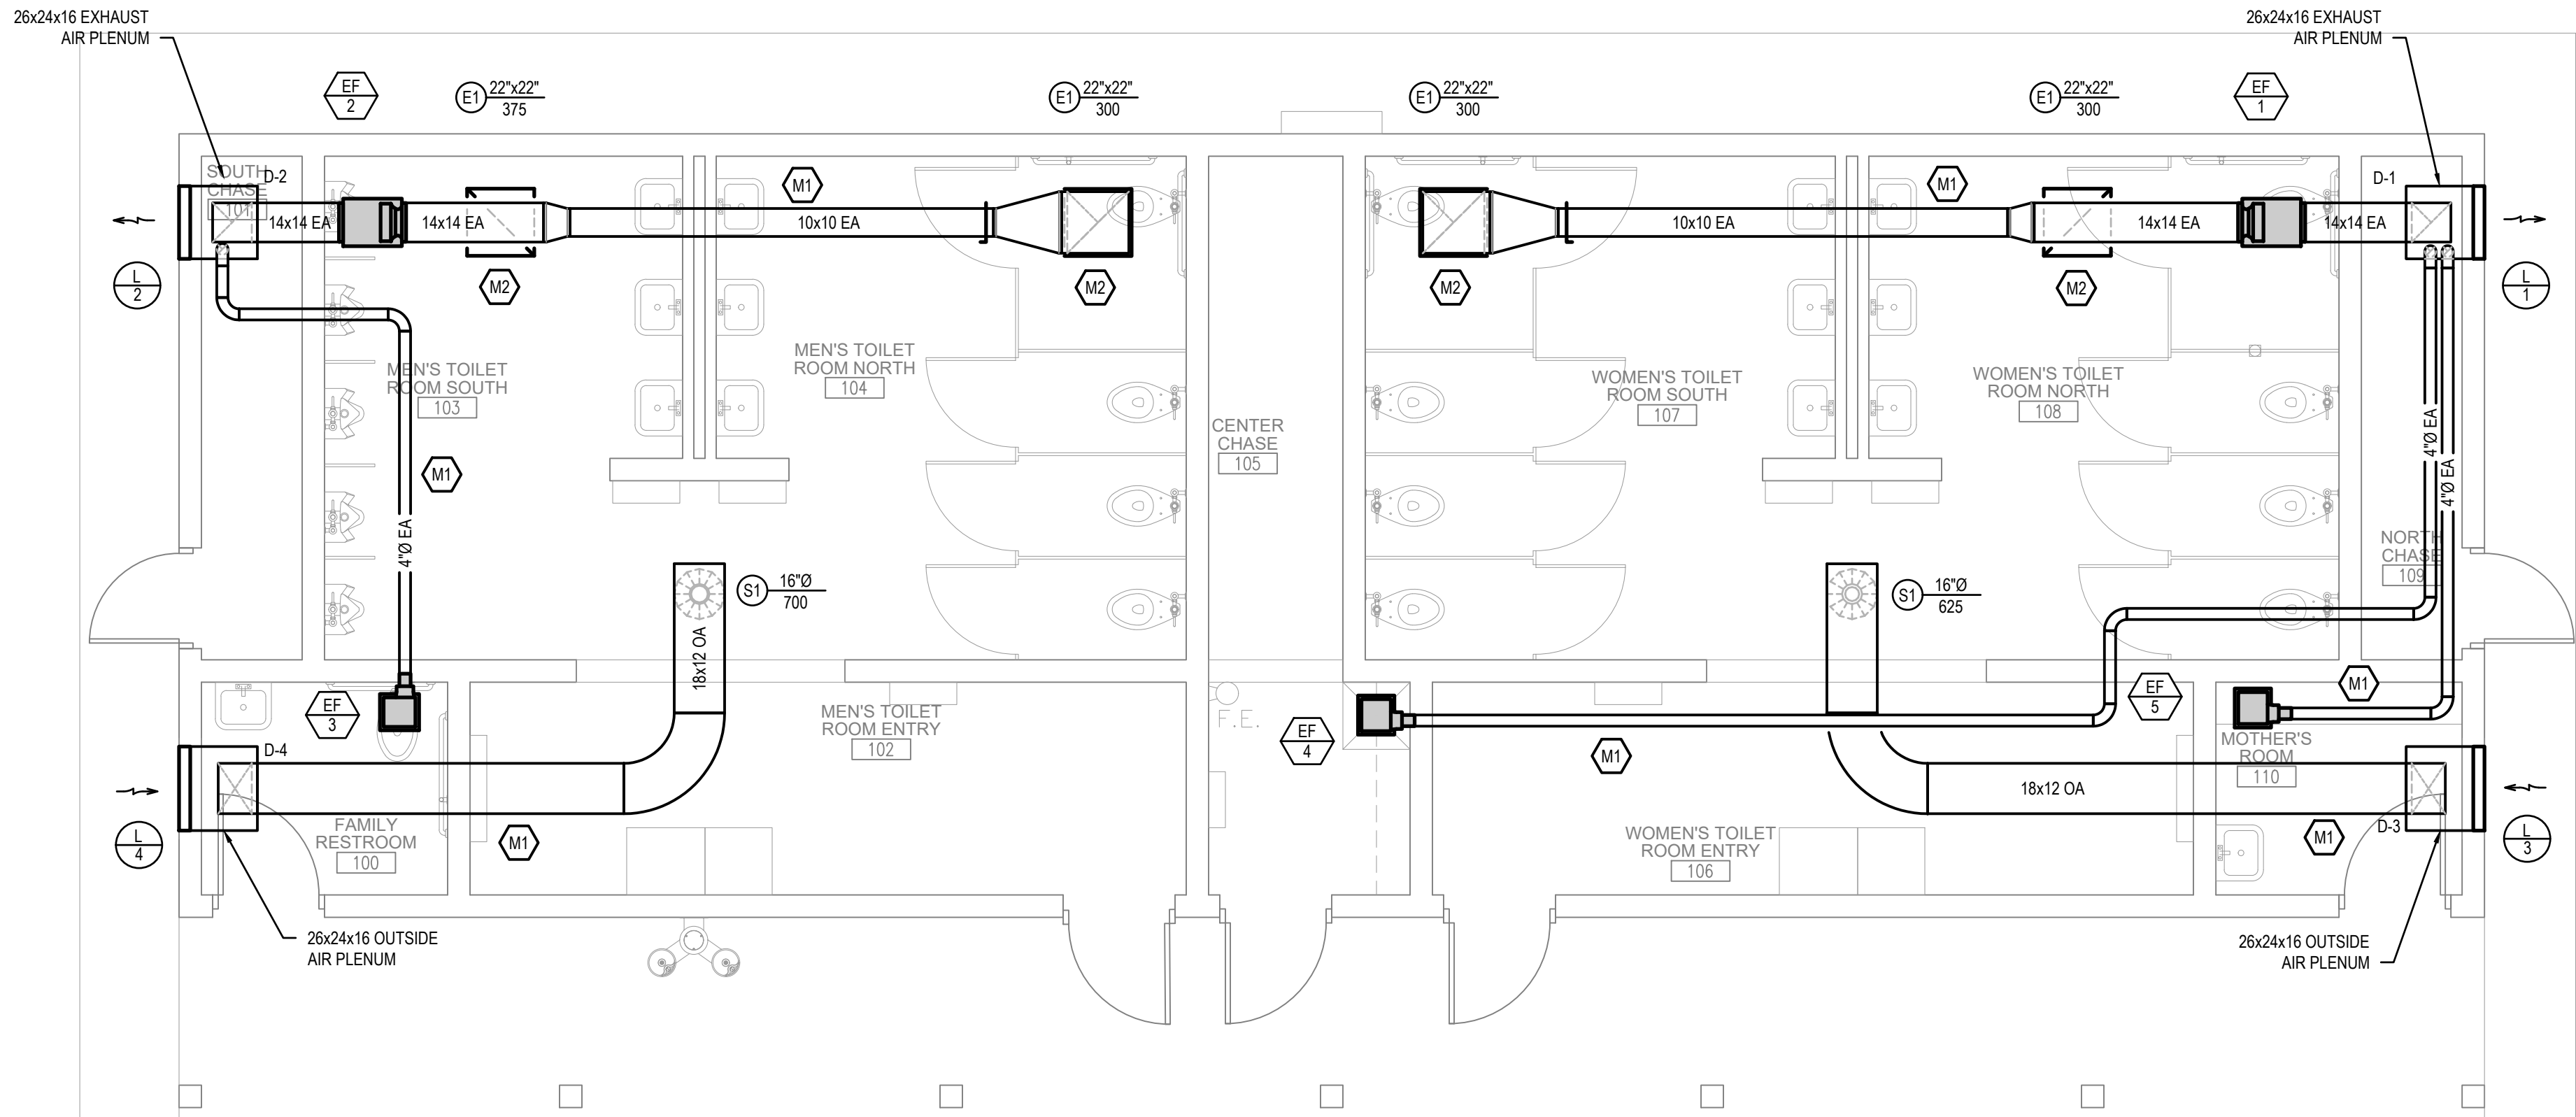 26x24x16 EXHAUST
AIR PLENUM
26x24x16 EXHAUST
AIR PLENUM
EF
2
E1 22"x22"
375
E1 22"x22"
300
E1 22"x22"
300
E1 22"x22"
300
EF
1
SOUTH
CHASE
101
D-2
M1
M1
D-1
14x14 EA
14x14 EA
10x10 EA
10x10 EA
14x14 EA
14x14 EA
L
2
M2
M2
M2
M2
L
1
MEN'S TOILET
ROOM SOUTH
103
MEN'S TOILET
ROOM NORTH
104
WOMEN'S TOILET
ROOM SOUTH
107
WOMEN'S TOILET
ROOM NORTH
108
CENTER
CHASE
105
M1
4"Ø EA
4"Ø EA
4"Ø EA
NORTH
CHASE
109
S1 16"Ø
700
S1 16"Ø
625
18x12 OA
EF
3
MEN'S TOILET
ROOM ENTRY
102
F.E.
EF
4
M1
EF
5
M1
MOTHER'S
ROOM
110
D-4
18x12 OA
L
4
FAMILY
RESTROOM
100
M1
WOMEN'S TOILET
ROOM ENTRY
106
M1
D-3
L
3
26x24x16 OUTSIDE
AIR PLENUM
26x24x16 OUTSIDE
AIR PLENUM